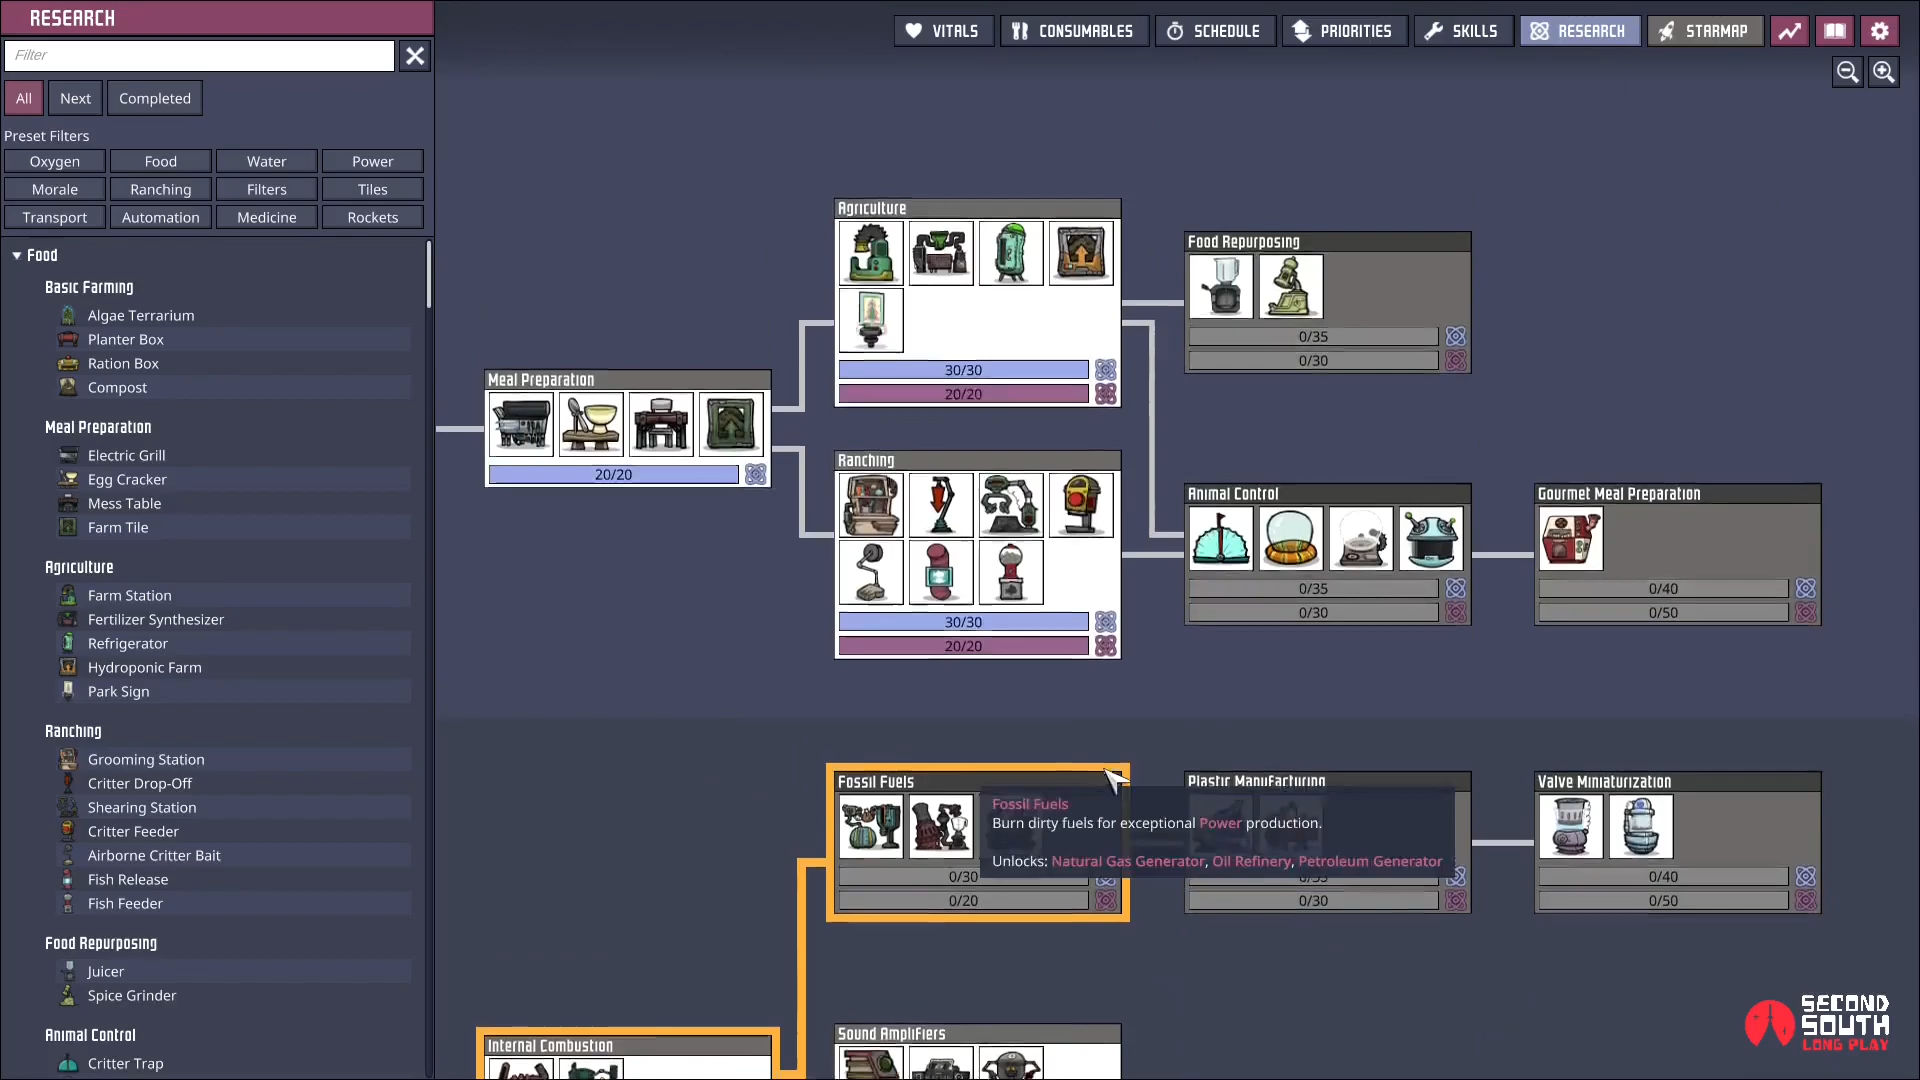 RESEARCH
VITALS
CONSUMABLES
SCHEDULE
PRIORITIES
SKILLS
RESEARCH
STARMAP
Filter
All
Next
Completed
Preset Filters
Oxygen
Food
Water
Power
Morale
Ranching
Filters
Tiles
Transport
Automation
Medicine
Rockets
Food
Basic Farming
Algae Terrarium
Planter Box
Ration Box
Compost
Meal Preparation
Electric Grill
Egg Cracker
Mess Table
Farm Tile
Agriculture
Farm Station
Fertilizer Synthesizer
Refrigerator
Hydroponic Farm
Park Sign
Ranching
Grooming Station
Critter Drop-Off
Shearing Station
Critter Feeder
Airborne Critter Bait
Fish Release
Fish Feeder
Food Repurposing
Juicer
Spice Grinder
Animal Control
Critter Trap
Meal Preparation
20/20
Agriculture
30/30
20/20
Ranching
30/30
20/20
Food Repurposing
0/35
0/30
Animal Control
0/35
0/30
Gourmet Meal Preparation
0/40
0/50
Fossil Fuels
0/30
0/20
Fossil Fuels
Burn dirty fuels for exceptional Power production.
Unlocks: Natural Gas Generator, Oil Refinery, Petroleum Generator
Plastic Manufacturing
0/35
0/30
Valve Miniaturization
0/40
0/50
Internal Combustion
Sound Amplifiers
SECOND
SOUTH
LONG PLAY